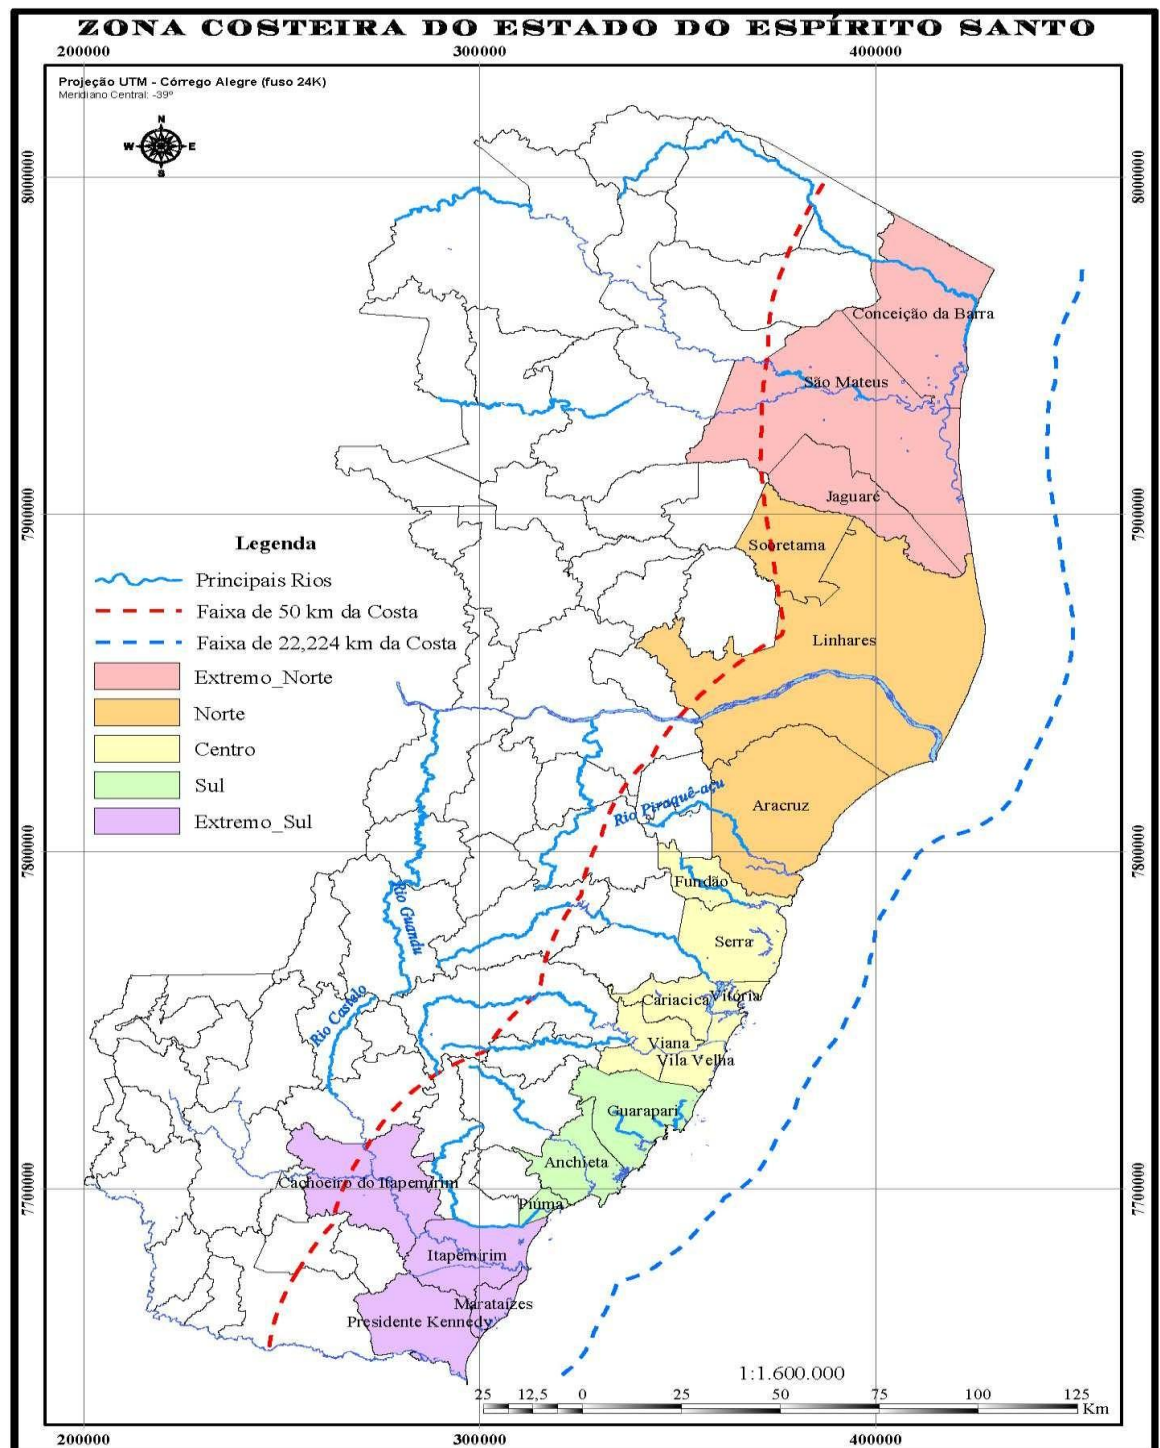 ZONA COSTEIRA DO ESTADO DO ESPÍRITO SANTO
200000 300000 400000
Projeção UTM - Córrego Alegre (fuso 24K)
Meridiano Central: -39º
N
W E
S
8000000 8000000
Conceição da Barra
São Mateus
Jaguaré
7900000 7900000
Sooretama
Legenda
Principais Rios
Faixa de 50 km da Costa
Faixa de 22,224 km da Costa
Extremo_Norte
Norte
Centro
Sul
Extremo_Sul
Linhares
Rio Piraquê-açu
Aracruz
7800000 7800000
Fundão
Rio Guandu
Serra
Rio Castelo
Cariacica Vitória
Viana
Vila Velha
Guarapari
Anchieta
Cachoeiro do Itapemirim
7700000 7700000
Piúma
Itapemirim
Marataízes
Presidente Kennedy
1:1.600.000
25 12,5 0 25 50 75 100 125
Km
200000 300000 400000